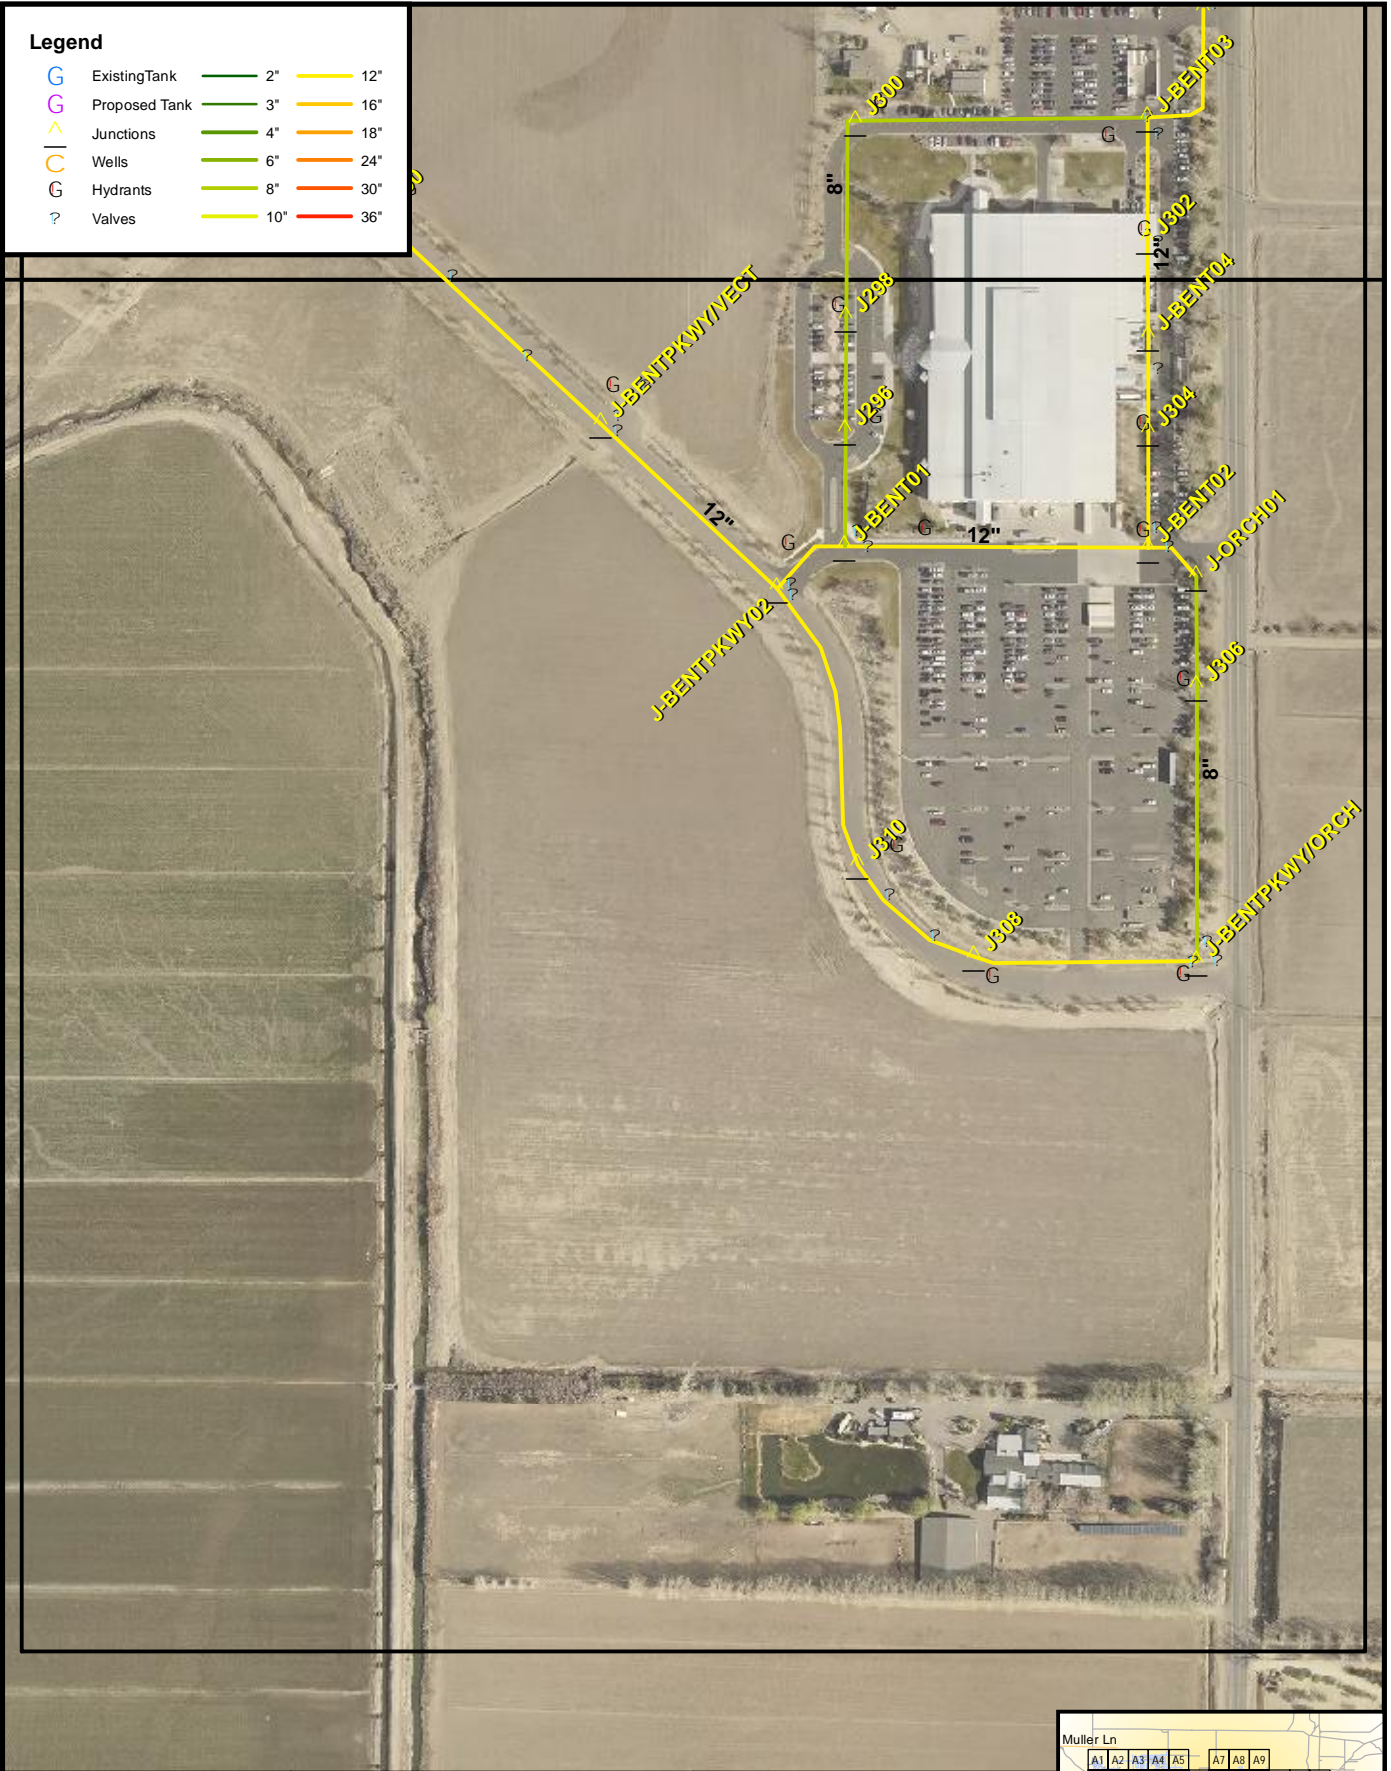 Legend
G ExistingTank 2" 12"
G Proposed Tank 3" 16"
Junctions 4" 18"
C Wells 6" 24"
G Hydrants 8" 30"
? Valves 10" 36"
0
J300
J-BENT03
8"
J302
12"
J-BENT04
J298
J-BENTPKWY/VECT
J296
J304
12"
J-BENT01
12"
J-BENT02
J-ORCH01
J-BENTPKWY02
J306
8"
J310
J308
J-BENTPKWY/ORCH
Muller Ln
A1 A2 A3 A4 A5 A7 A8 A9